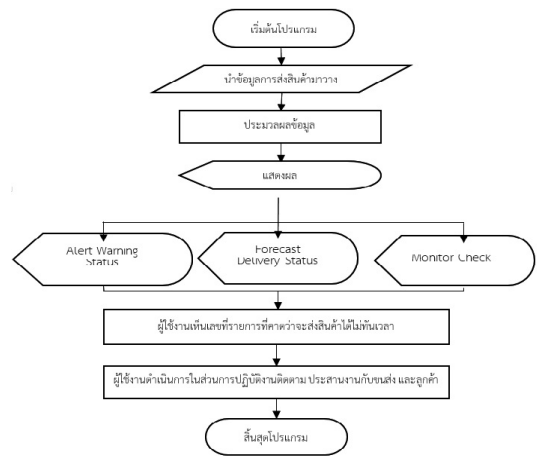 เริ่มต้นโปรแกรม
นำข้อมูลการส่งสินค้ามาวาง
ประมวลผลข้อมูล
แสดงผล
Alert Warning
Status
Forecast
Delivery Status
Monitor Check
ผู้ใช้งานเห็นเลขที่รายการที่คาดว่าจะส่งสินค้าได้ไม่ทันเวลา
ผู้ใช้งานดำเนินการในส่วนการปฏิบัติงานติดตาม ประสานงานกับขนส่ง และลูกค้า
สิ้นสุดโปรแกรม